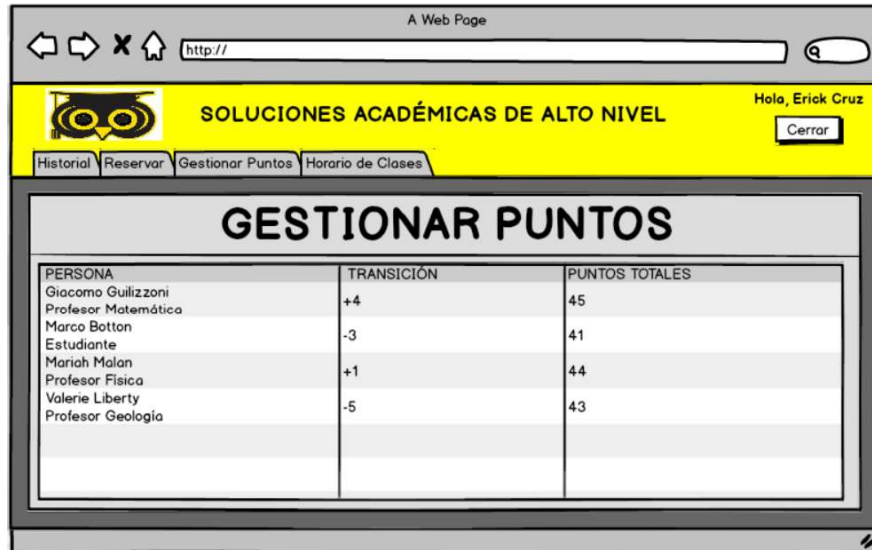 A Web Page
http://
SOLUCIONES ACADÉMICAS DE ALTO NIVEL
Hola, Erick Cruz
Cerrar
Historial Reservar Gestionar Puntos Horario de Clases
GESTIONAR PUNTOS
PERSONA TRANSICIÓN PUNTOS TOTALES
Giacomo Guilizzoni
Profesor Matemática
+4 45
Marco Botton
Estudiante
-3 41
Mariah Malan
Profesor Física
+1 44
Valerie Liberty
Profesor Geología
-5 43